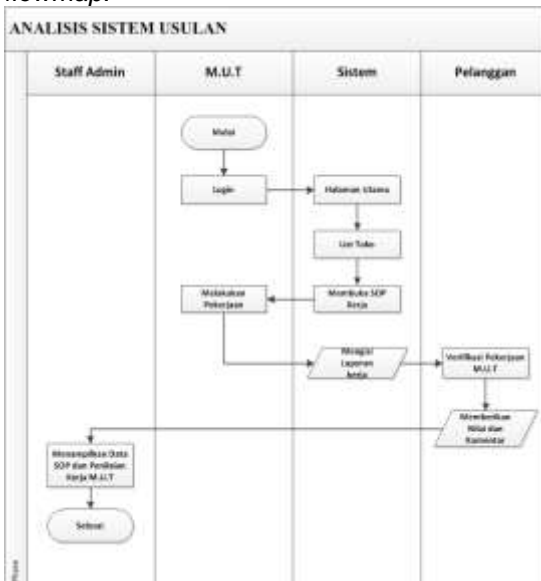 flowmap.
ANALISIS SISTEM USULAN
Staff Admin
M.U.T
Sistem
Pelanggan
Mulai
Login
Halaman Utama
List Toko
Membuka SOP
Kerja
Melakukan
Pekerjaan
Mengisi
Laporan
kerja
Verifikasi Pekerjaan
M.U.T
Memberikan
Nilai dan
Komentar
Menampilkan Data
SOP dan Penilaian
Kerja M.U.T
Selesai
Phase